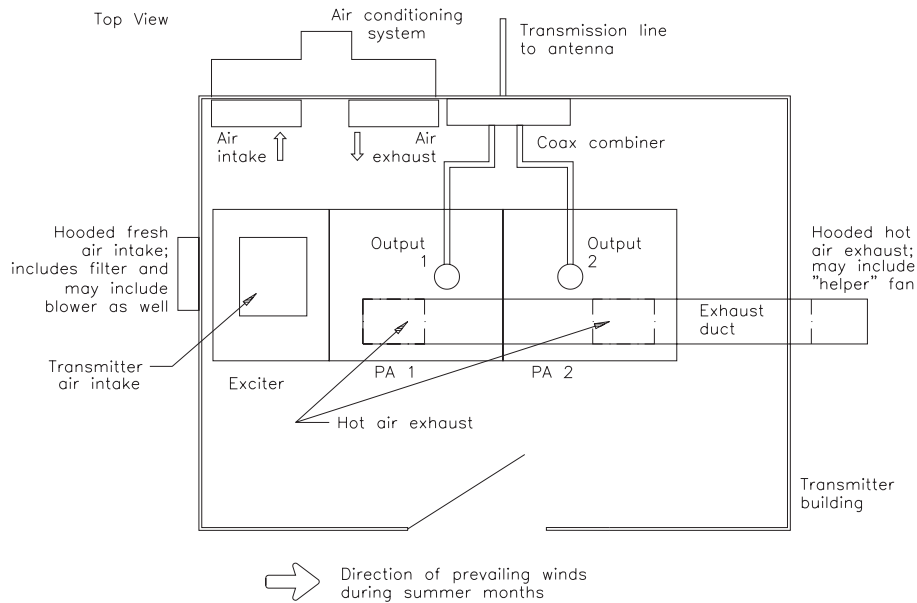 Top View
Air conditioning
system
Transmission line
to antenna
Air
intake
Air
exhaust
Coax combiner
Hooded fresh
air intake;
includes filter and
may include
blower as well
Output
1
Output
2
Hooded hot
air exhaust;
may include
"helper" fan
Exhaust
duct
Transmitter
air intake
Exciter
PA 1
PA 2
Hot air exhaust
Transmitter
building
Direction of prevailing winds
during summer months